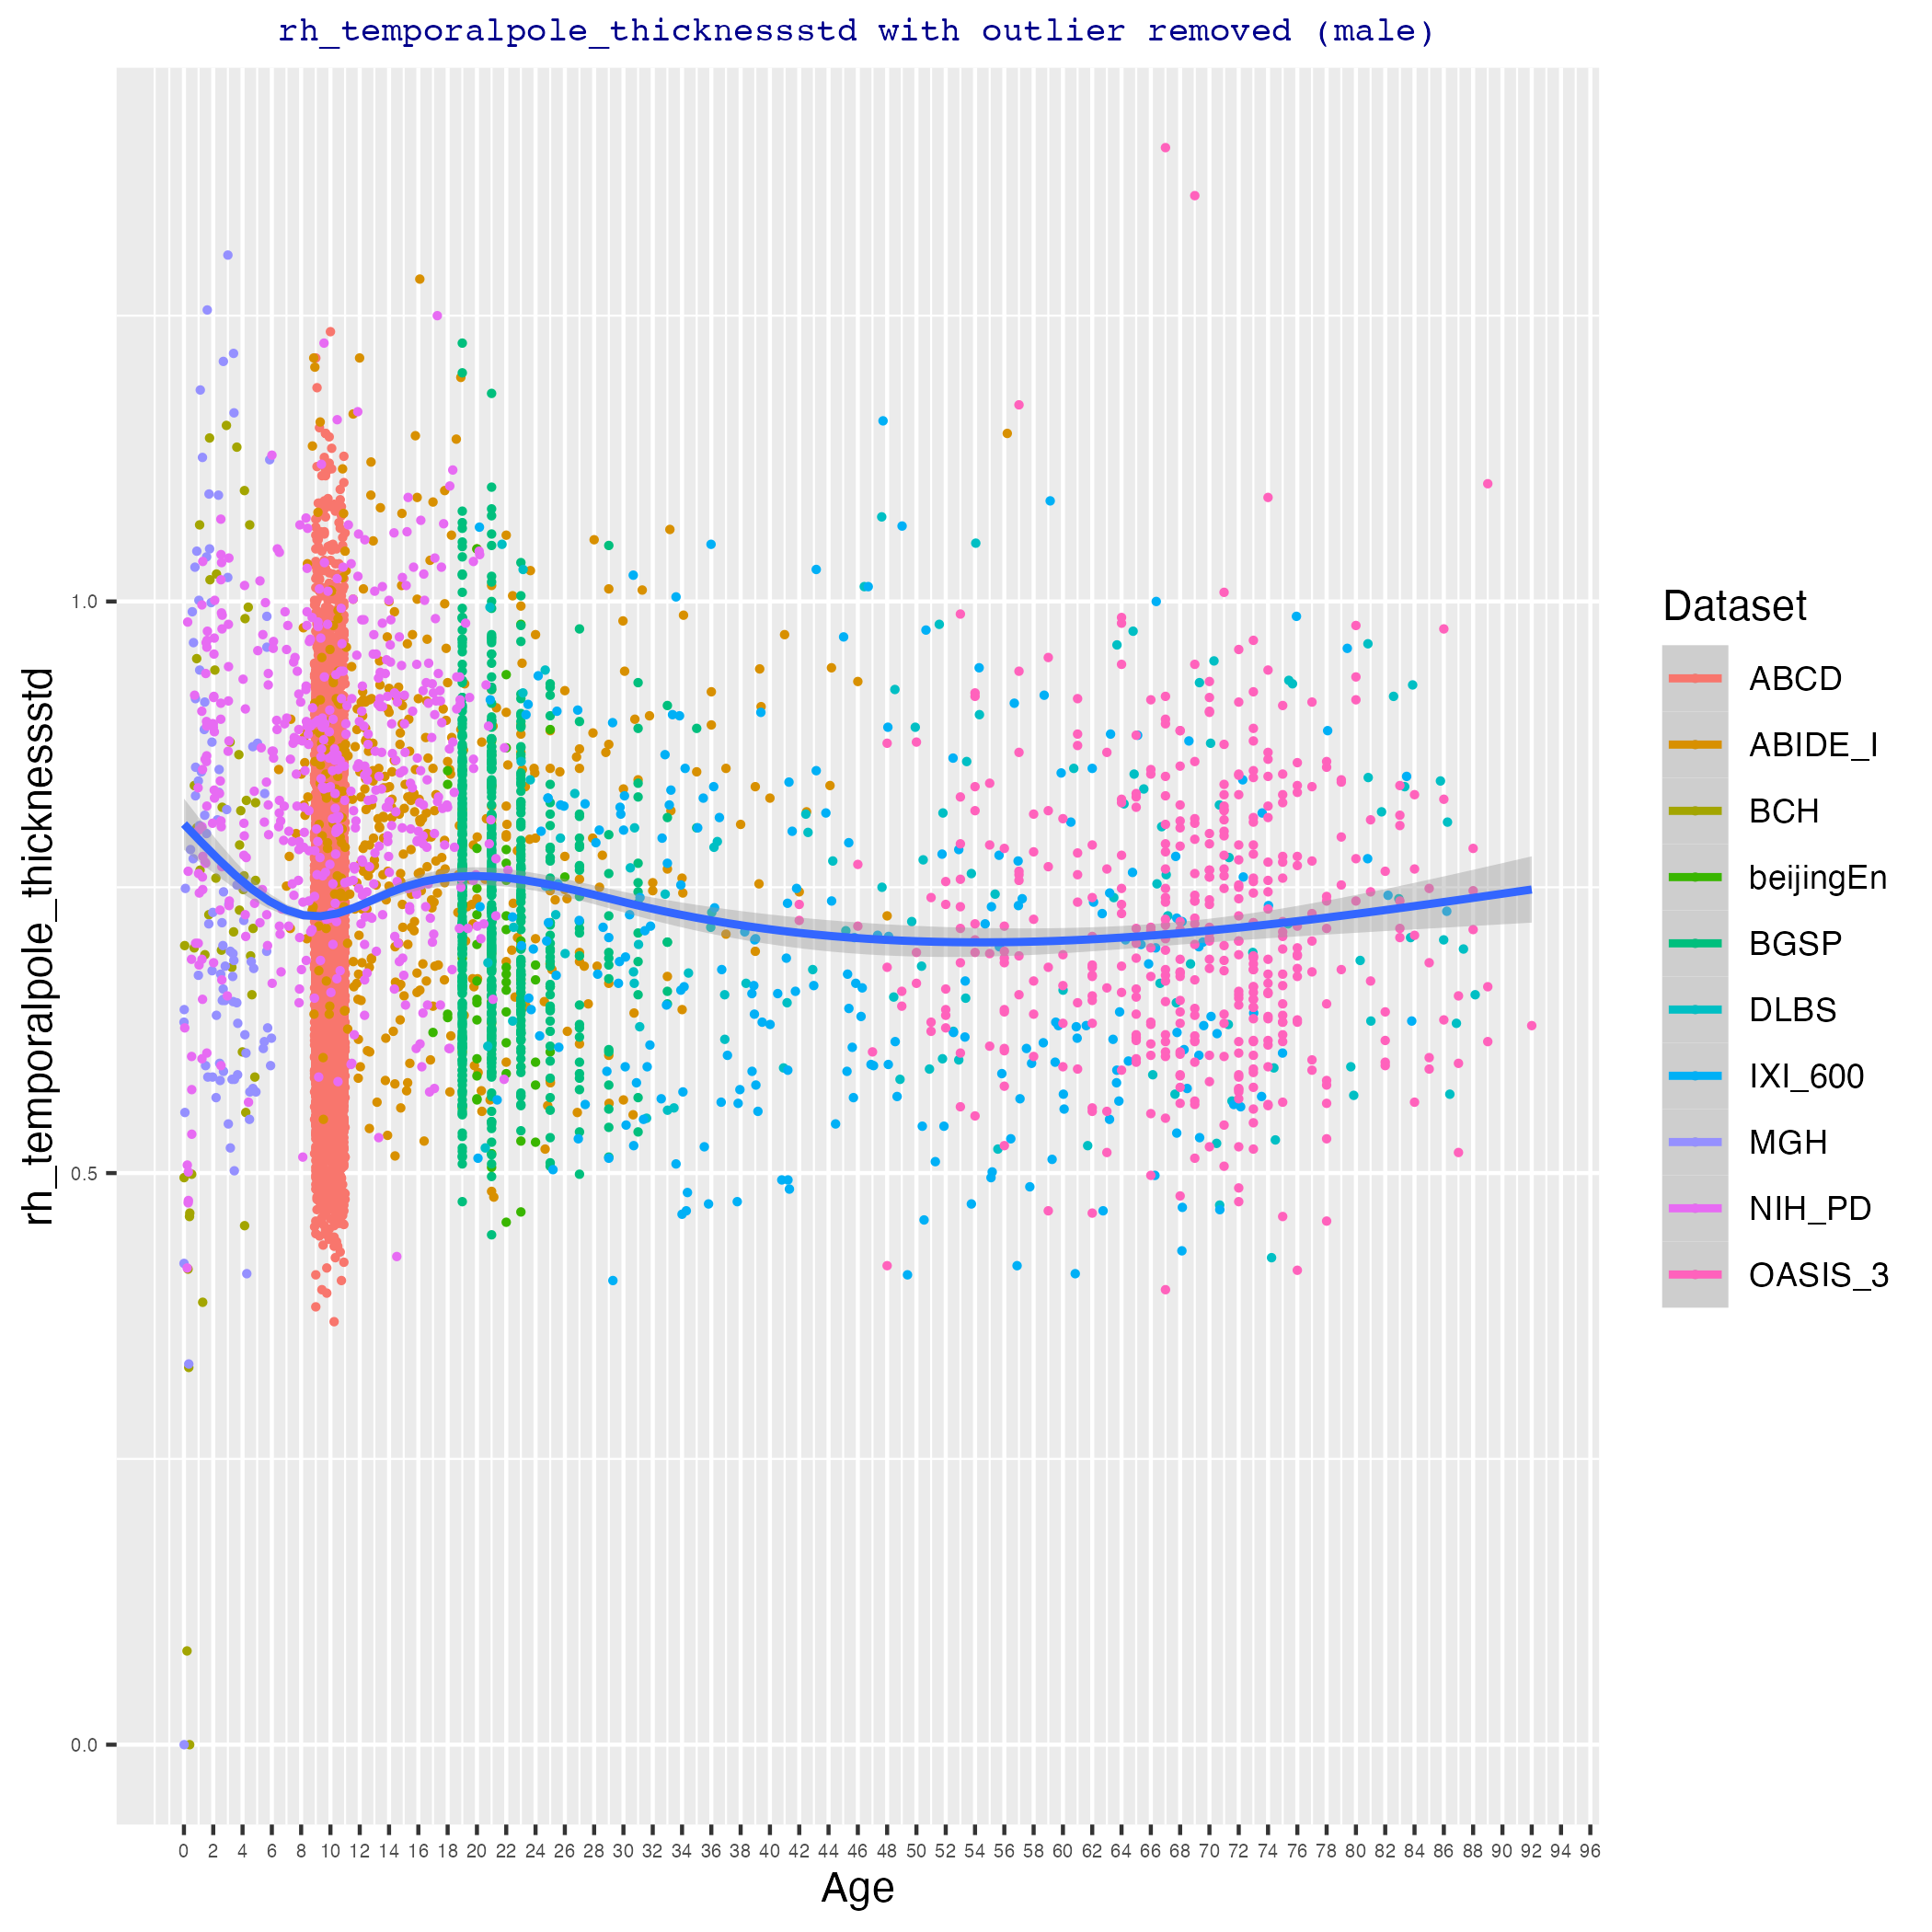 rh_temporalpole_thicknessstd with outlier removed (male)
rh_temporalpole_thicknessstd
1.0
0.5
0.0
0 2 4 6 8 10 12 14 16 18 20 22 24 26 28 30 32 34 36 38 40 42 44 46 48 50 52 54 56 58 60 62 64 66 68 70 72 74 76 78 80 82 84 86 88 90 92 94 96
Age
Dataset
ABCD
ABIDE_I
BCH
beijingEn
BGSP
DLBS
IXI_600
MGH
NIH_PD
OASIS_3